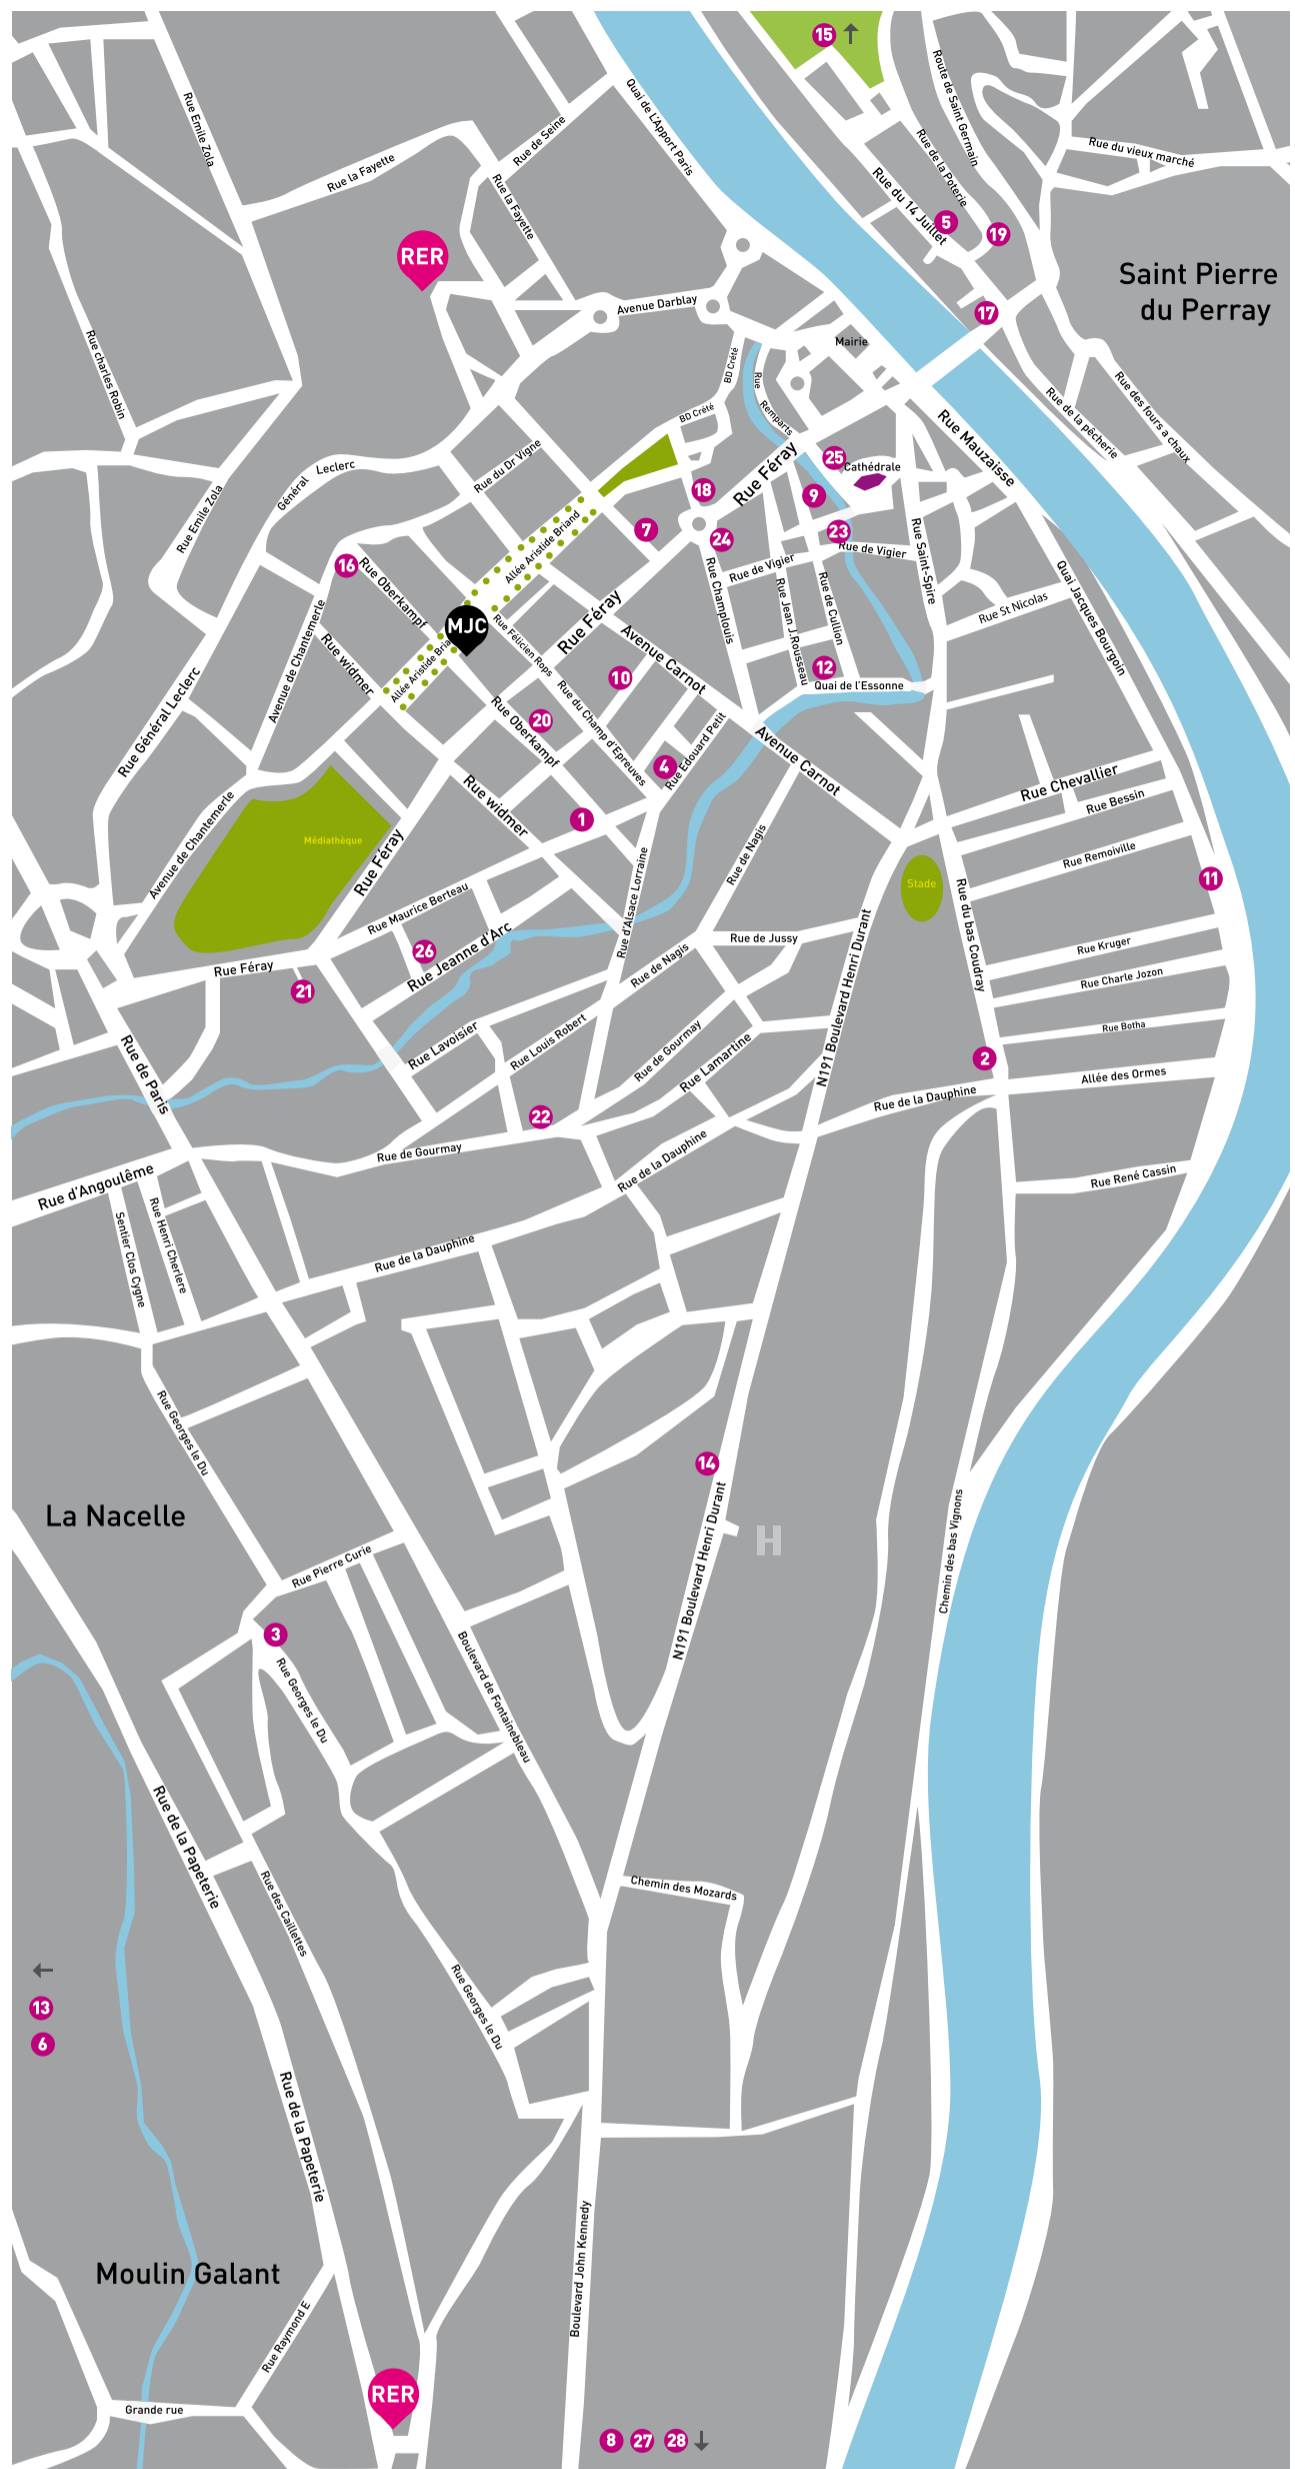 15
Rue Emile Zola
Quai de L'Apport Paris
Route de Saint Germain
Rue de Seine
Rue la Fayette
Rue la Fayette
Rue de la Poterie
Rue du vieux marché
Rue du 14 Juillet
5
19
RER
Saint Pierre
du Perray
Avenue Darblay
17
Mairie
Rue charles Robin
BD Crété
Rue
Remparts
BD Crété
Rue de la pêcherie
Rue des fours a chaux
Rue Mauzaisse
Rue du Dr Vigne
Général Leclerc
Rue Féray
25
Cathédrale
18
9
Rue Emile Zola
Allée Aristide Briand
7
24
23
Rue de Vigier
Rue de Vigier
Rue Saint-Spire
16
Rue Oberkampf
Rue Champlouis
Rue Jean J.Rousseau
Rue de Cullion
Quai Jacques Bourgoin
Rue St Nicolas
MJC
Rue Félicien Rops
Rue Féray
Avenue Carnot
Avenue de Chantemerle
Rue widmer
Allée Aristide Bria
10
12
Quai de l'Essonne
Rue Général Leclerc
Rue Oberkampf
20
Rue du Champ d'Epreuves
4
Rue Edouard Petit
Avenue Carnot
Rue Chevallier
Rue Bessin
Rue widmer
1
Avenue de Chantemerle
Médiathèque
Rue Féray
Rue de Nagis
Rue Remoiville
Stade
11
Rue Maurice Berteau
Rue d'Alsace Lorraine
Rue du bas Coudray
26
Rue Jeanne d'Arc
Rue de Jussy
Rue Kruger
Rue Féray
21
Rue de Nagis
N191 Boulevard Henri Durant
Rue Charle Jozon
Rue Botha
Rue Lavoisier
Rue Louis Robert
Rue de Gourmay
Rue Lamartine
2
Rue de Paris
Allée des Ormes
Rue de la Dauphine
22
Rue de Gourmay
Rue de la Dauphine
Rue d'Angoulême
Rue René Cassin
Sentier Clos Cygne
Rue Henri Cherlere
Rue de la Dauphine
Rue Georges le Du
14
La Nacelle
N191 Boulevard Henri Durant
H
Chemin des bas Vignons
Rue Pierre Curie
3
Rue Georges le Du
Boulevard de Fontainebleau
Rue de la Papeterie
Chemin des Mozards
Rue des Caillettes
13
6
Rue Georges le Du
Rue de la Papeterie
Boulevard John Kennedy
Moulin Galant
Rue Raymond E
RER
Grande rue
8
27
28